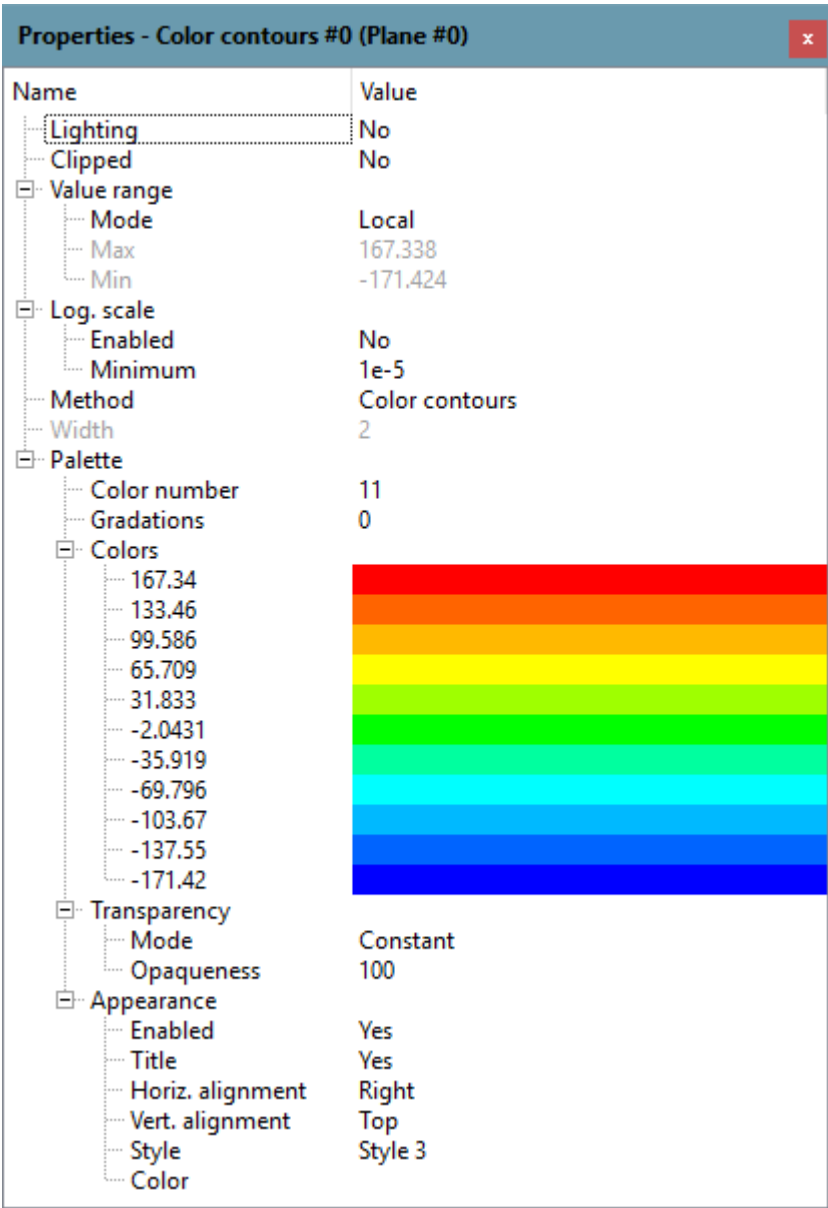 Properties - Color contours #0 (Plane #0) x
Name Value
Lighting No
Clipped No
Value range
Mode Local
Max 167.338
Min -171.424
Log. scale
Enabled No
Minimum 1e-5
Method Color contours
Width 2
Palette
Color number 11
Gradations 0
Colors
167.34
133.46
99.586
65.709
31.833
-2.0431
-35.919
-69.796
-103.67
-137.55
-171.42
Transparency
Mode Constant
Opaqueness 100
Appearance
Enabled Yes
Title Yes
Horiz. alignment Right
Vert. alignment Top
Style Style 3
Color